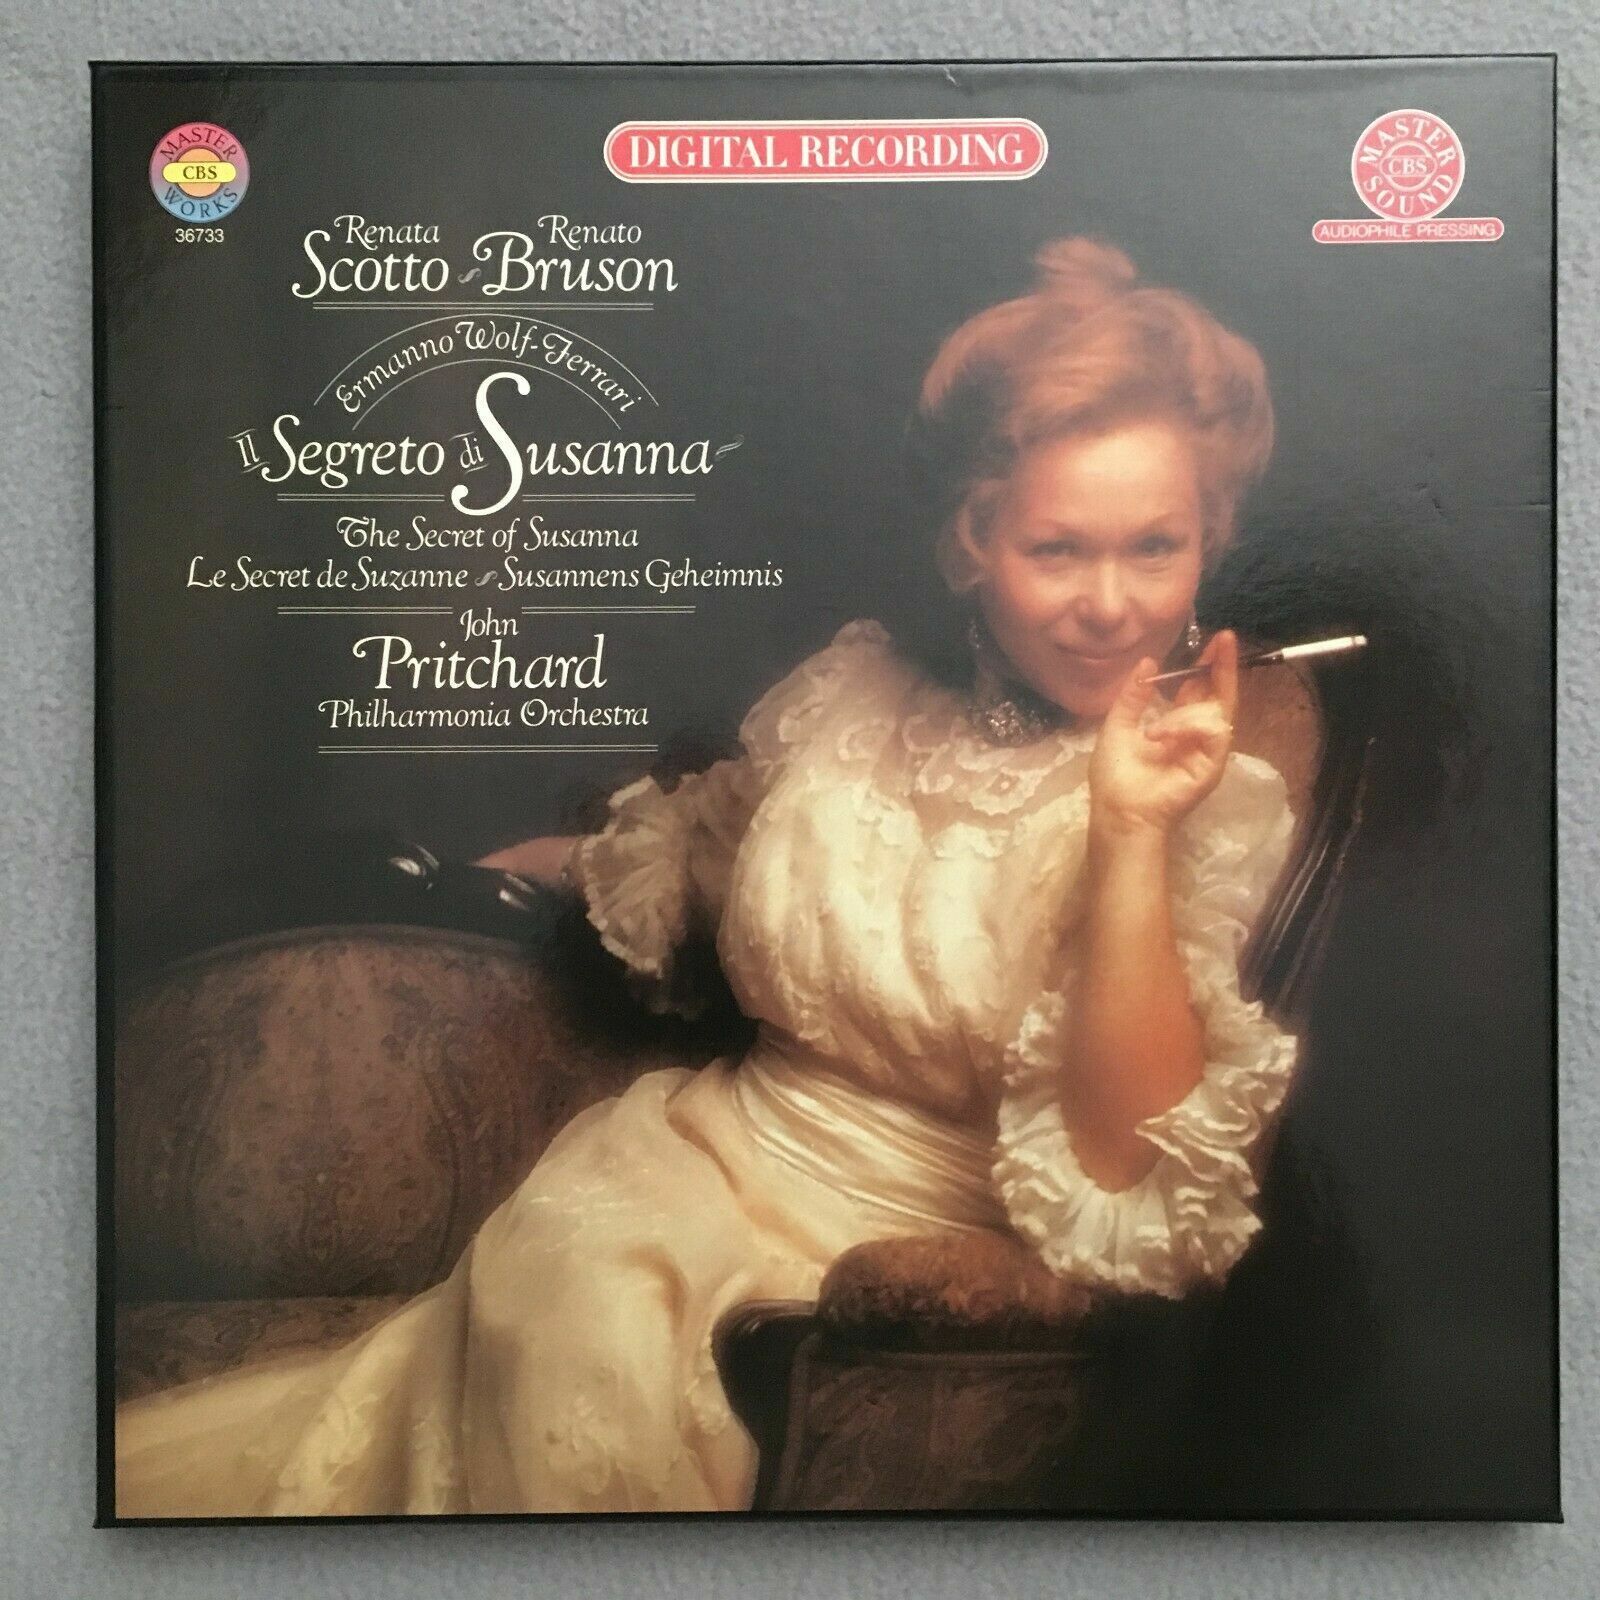 MASTER
CBS
WORKS
36733
DIGITAL RECORDING
MASTER
CBS
SOUND
AUDIOPHILE PRESSING
Renata Renato
Scotto Bruson
Ermanno Wolf-Ferrari
Il Segreto di Susanna
The Secret of Susanna
Le Secret de Suzanne Susannens Geheimnis
John
Pritchard
Philharmonia Orchestra